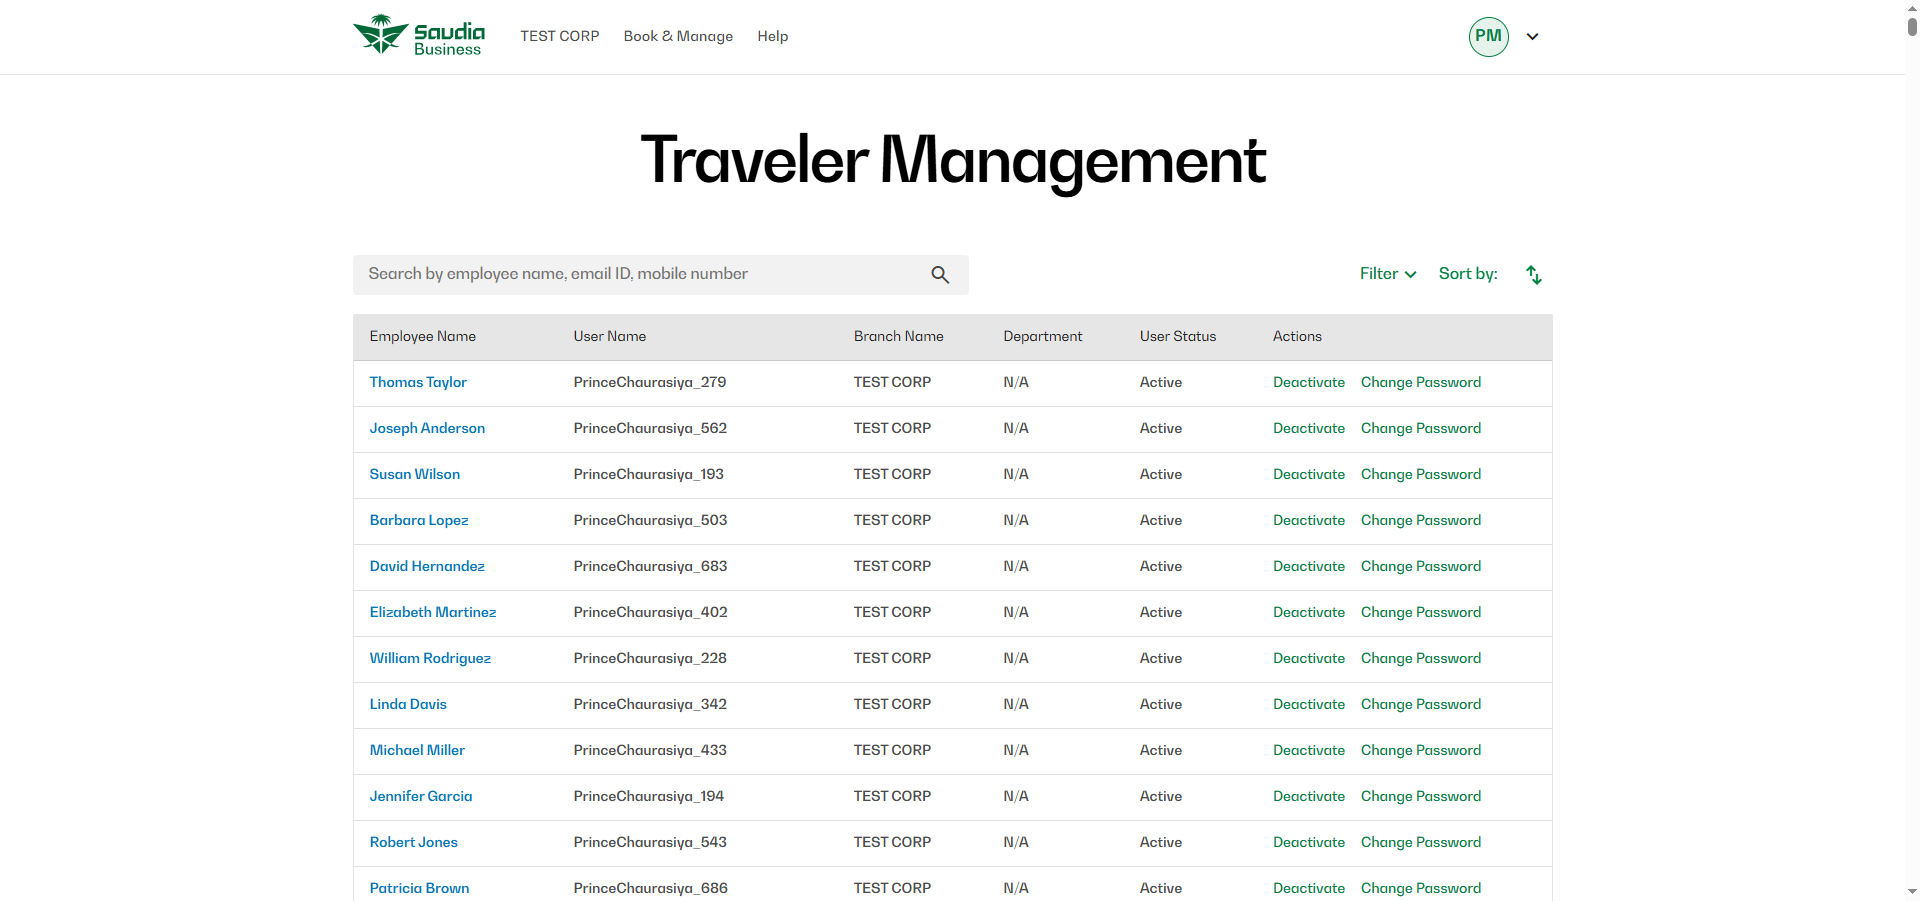 Saudia Business
TEST CORP Book & Manage Help
PM
Traveler Management
Search by employee name, email ID, mobile number
Filter Sort by:
Employee Name User Name Branch Name Department User Status Actions
Thomas Taylor PrinceChaurasiya_279 TEST CORP N/A Active Deactivate Change Password
Joseph Anderson PrinceChaurasiya_562 TEST CORP N/A Active Deactivate Change Password
Susan Wilson PrinceChaurasiya_193 TEST CORP N/A Active Deactivate Change Password
Barbara Lopez PrinceChaurasiya_503 TEST CORP N/A Active Deactivate Change Password
David Hernandez PrinceChaurasiya_683 TEST CORP N/A Active Deactivate Change Password
Elizabeth Martinez PrinceChaurasiya_402 TEST CORP N/A Active Deactivate Change Password
William Rodriguez PrinceChaurasiya_228 TEST CORP N/A Active Deactivate Change Password
Linda Davis PrinceChaurasiya_342 TEST CORP N/A Active Deactivate Change Password
Michael Miller PrinceChaurasiya_433 TEST CORP N/A Active Deactivate Change Password
Jennifer Garcia PrinceChaurasiya_194 TEST CORP N/A Active Deactivate Change Password
Robert Jones PrinceChaurasiya_543 TEST CORP N/A Active Deactivate Change Password
Patricia Brown PrinceChaurasiya_686 TEST CORP N/A Active Deactivate Change Password